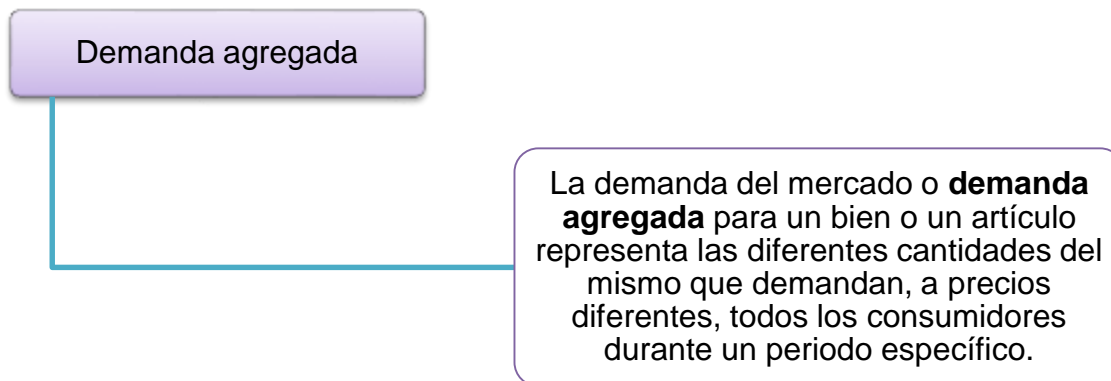 Demanda agregada
La demanda del mercado o demanda
agregada para un bien o un artículo
representa las diferentes cantidades del
mismo que demandan, a precios
diferentes, todos los consumidores
durante un periodo específico.